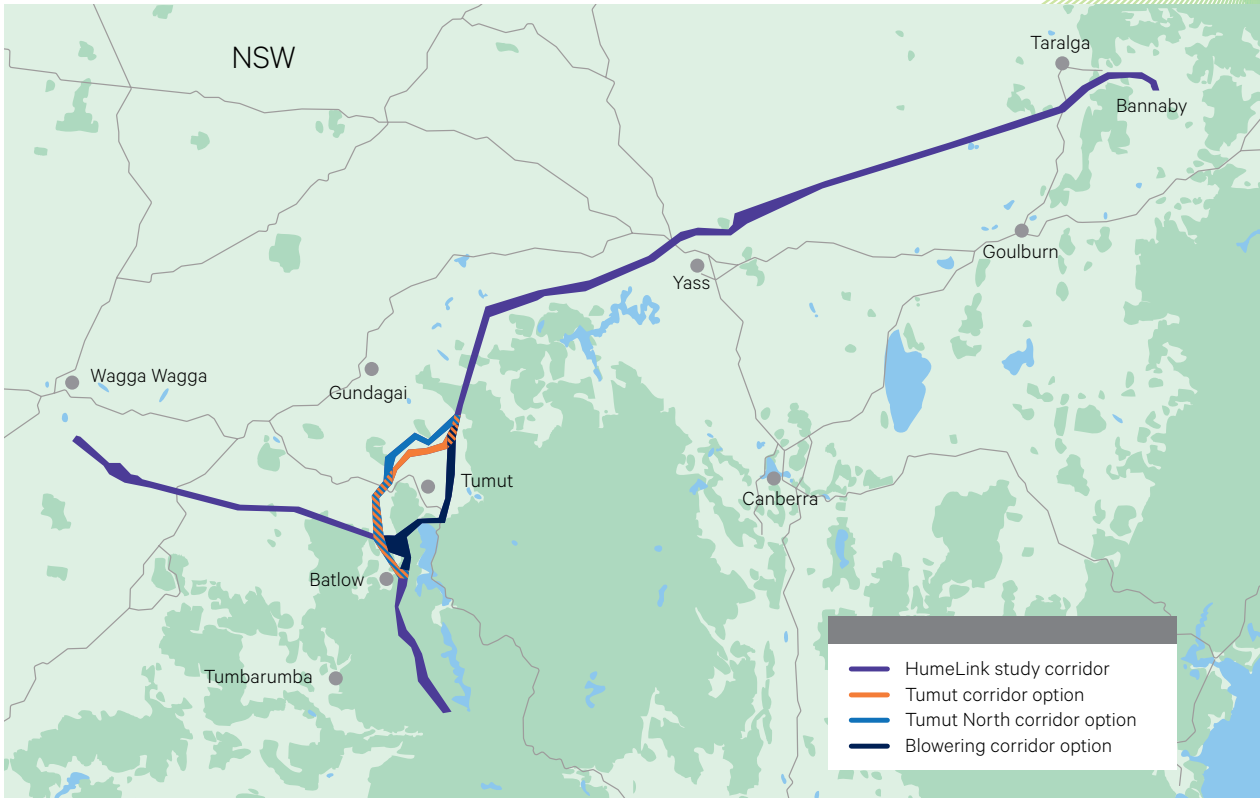 NSW
Taralga
Bannaby
Goulburn
Yass
Wagga Wagga
Gundagai
Tumut
Canberra
Batlow
Tumbarumba
HumeLink study corridor
Tumut corridor option
Tumut North corridor option
Blowering corridor option